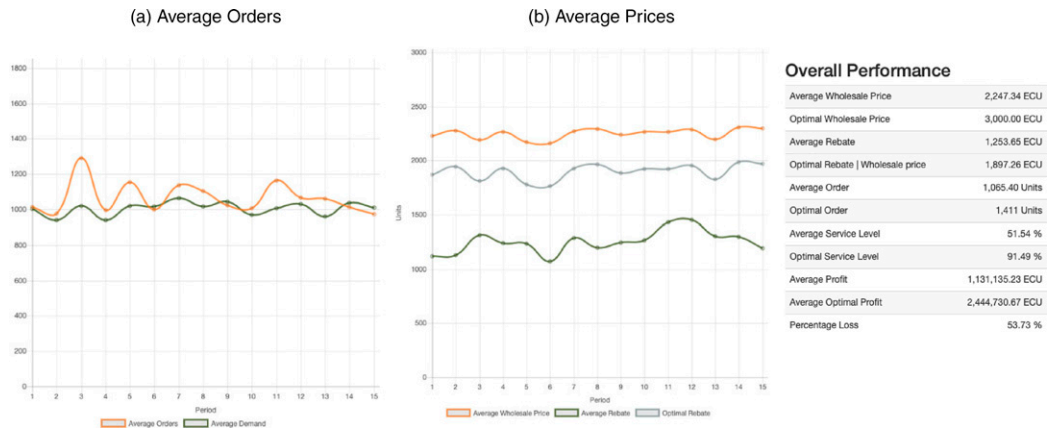 (a) Average Orders
1800
1600
1400
1200
1000
800
600
400
200
0
1 2 3 4 5 6 7 8 9 10 11 12 13 14 15
Period
Average Orders Average Demand
(b) Average Prices
3000
2500
2000
1500
1000
500
0
Units
1 2 3 4 5 6 7 8 9 10 11 12 13 14 15
Period
Average Wholesale Price Average Rebate Optimal Rebate
Overall Performance
Average Wholesale Price 2,247.34 ECU
Optimal Wholesale Price 3,000.00 ECU
Average Rebate 1,253.65 ECU
Optimal Rebate | Wholesale price 1,897.26 ECU
Average Order 1,065.40 Units
Optimal Order 1,411 Units
Average Service Level 51.54 %
Optimal Service Level 91.49 %
Average Profit 1,131,135.23 ECU
Average Optimal Profit 2,444,730.67 ECU
Percentage Loss 53.73 %